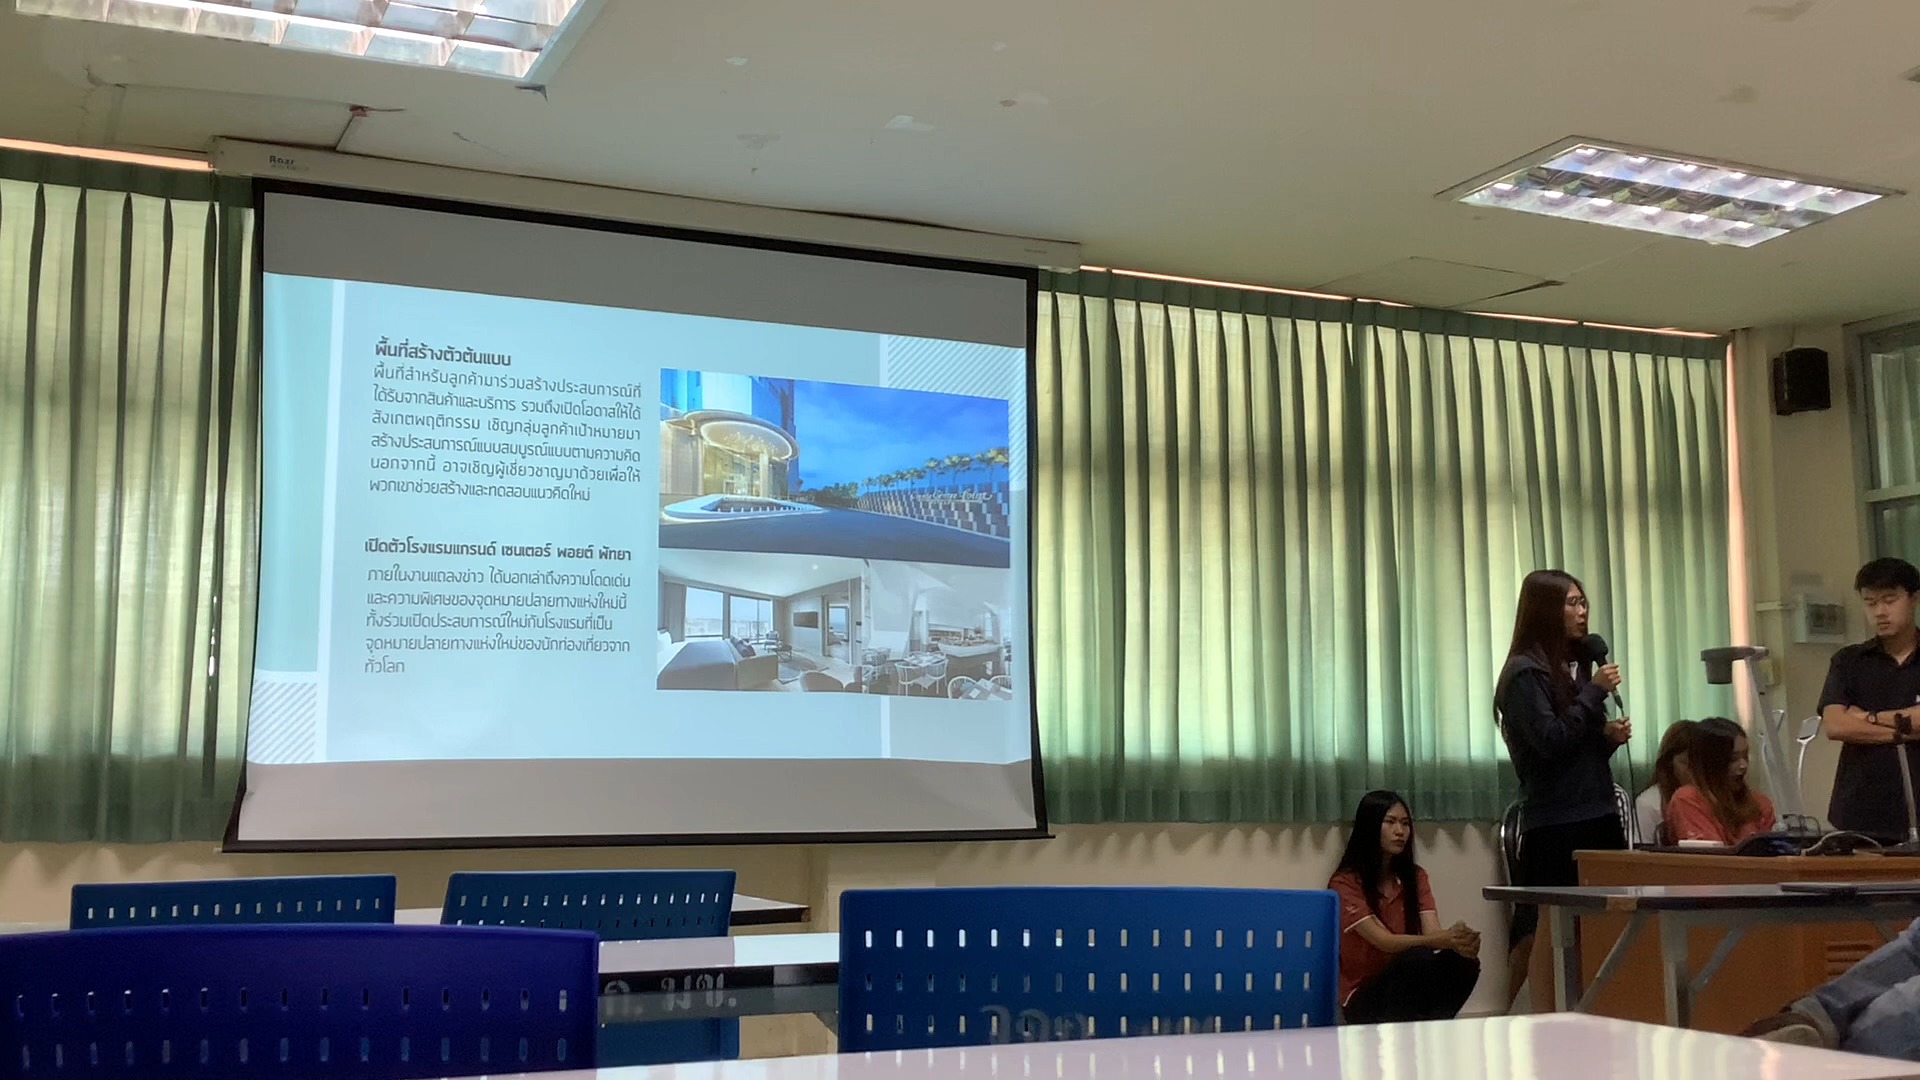 Roar
พื้นที่สร้างตัวต้นแบบ
พื้นที่สำหรับลูกค้ามาร่วมสร้างประสบการณ์ที่
ได้รับจากสินค้าและบริการ รวมถึงเปิดโอกาสให้ได้
สังเกตพฤติกรรม เชิญกลุ่มลูกค้าเป้าหมายมา
สร้างประสบการณ์แบบสมบูรณ์แบบตามความคิด
นอกจากนี้ อาจเชิญผู้เชี่ยวชาญมาด้วยเพื่อให้
พวกเขาช่วยสร้างและทดสอบแนวคิดใหม่
Grande Centre Point
เปิดตัวโรงแรมแกรนด์ เซนเตอร์ พอยต์ พัทยา
ภายในงานแถลงข่าว ได้บอกเล่าถึงความโดดเด่น
และความพิเศษของจุดหมายปลายทางแห่งใหม่นี้
ทั้งร่วมเปิดประสบการณ์ใหม่กับโรงแรมที่เป็น
จุดหมายปลายทางแห่งใหม่ของนักท่องเที่ยวจาก
ทั่วโลก
มข.